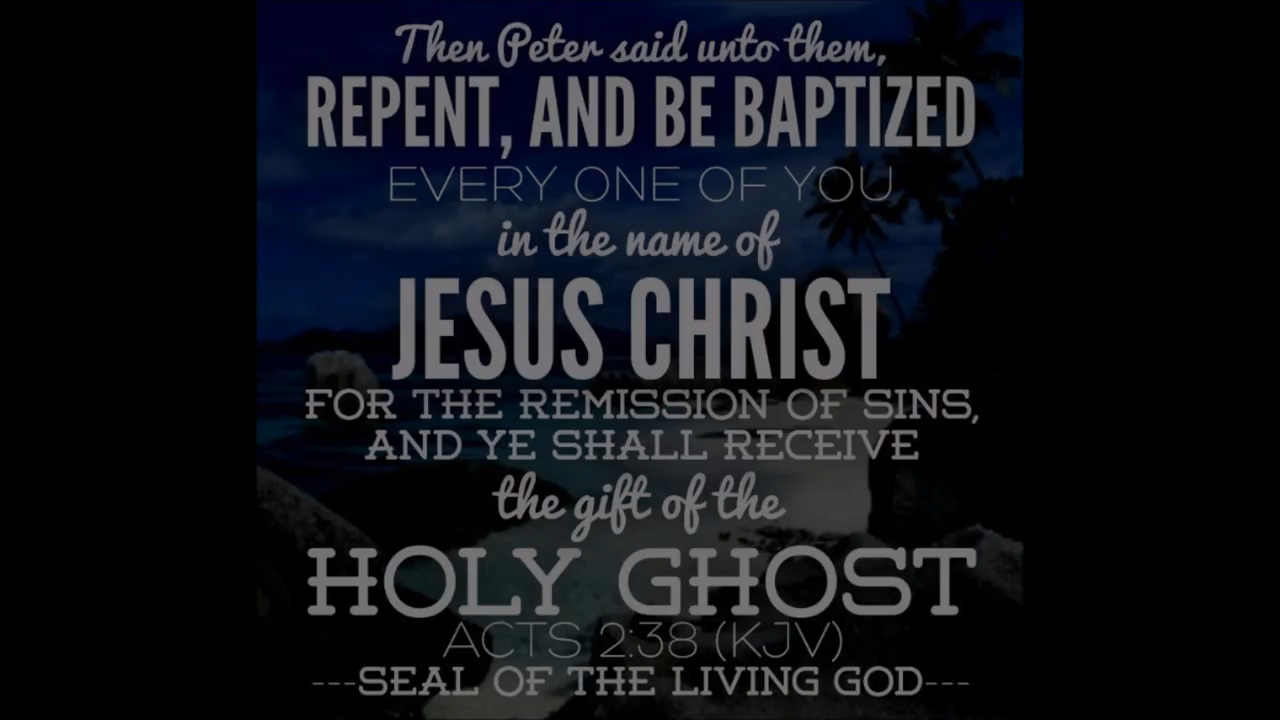 Then Peter said unto them,
REPENT, AND BE BAPTIZED
EVERY ONE OF YOU
in the name of
JESUS CHRIST
FOR THE REMISSION OF SINS,
AND YE SHALL RECEIVE
the gift of the
HOLY GHOST
ACTS 2:38 (KJV)
---SEAL OF THE LIVING GOD---